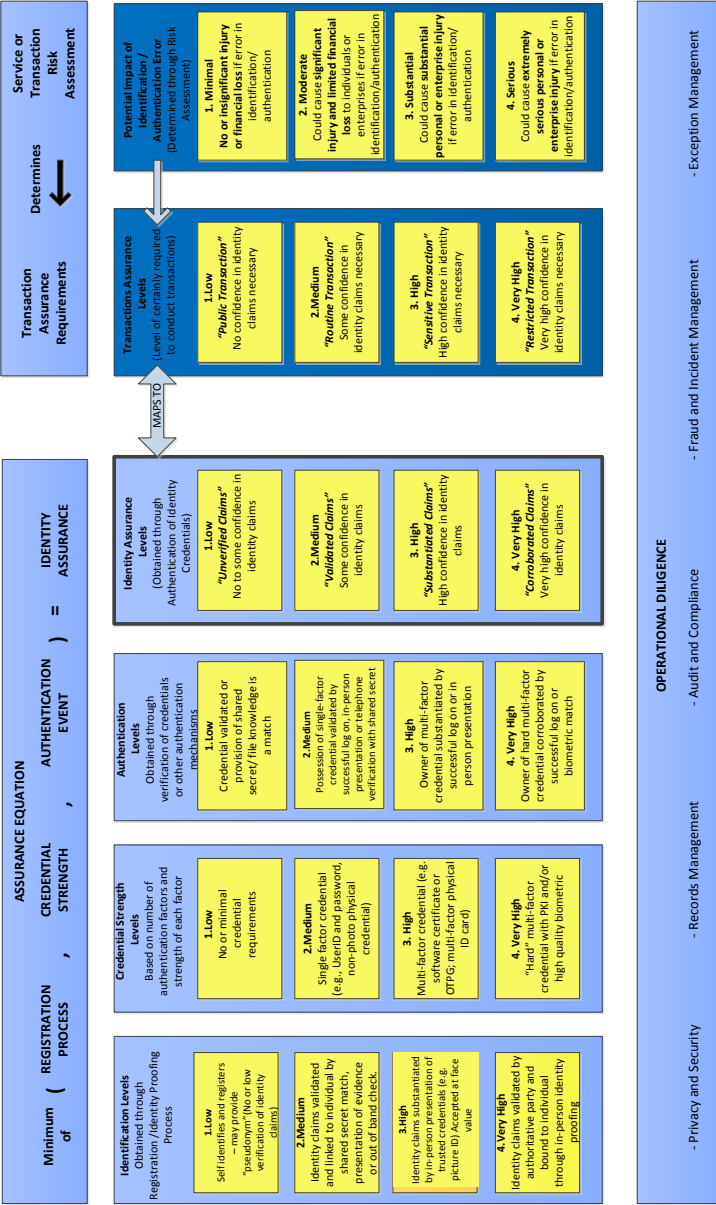 ASSURANCE EQUATION
Minimum of ( REGISTRATION PROCESS , CREDENTIAL STRENGTH , AUTHENTICATION EVENT ) = IDENTITY ASSURANCE
Transaction
Assurance
Requirements
Determines
Service or
Transaction
Risk
Assessment
Identification Levels
Obtained through
Registration /Identity Proofing
Process
1.Low
Self identifies and registers
– may provide
"pseudonym" (No or low
verification of identity
claims)
2.Medium
Identity claims validated
and linked to individual by
shared secret match,
presentation of evidence
or out of band check.
3.High
Identity claims substantiated
by in-person presentation of
trusted credentials (e.g.
picture ID) Accepted at face
value
4.Very High
Identity claims validated by
authoritative party and
bound to individual
through in-person identity
proofing
Credential Strength
Levels
Based on number of
authentication factors and
strength of each factor
1.Low
No or minimal
credential
requirements
2.Medium
Single factor credential
(e.g., UserID and password,
non-photo physical
credential)
3. High
Multi-factor credential (e.g.
software certificate or
OTPG; multi-factor physical
ID card)
4. Very High
"Hard" multi-factor
credential with PKI and/or
high quality biometric
Authentication
Levels
Obtained through
verification of credentials
or other authentication
mechanisms
1.Low
Credential validated or
provision of shared
secret/ file knowledge is
a match
2.Medium
Possession of single-factor
credential validated by
successful log on, in-person
presentation or telephone
verification with shared secret
3. High
Owner of multi-factor
credential substantiated by
successful log on or in
person presentation
4. Very High
Owner of hard multi-factor
credential corroborated by
successful log on or
biometric match
Identity Assurance
Levels
(Obtained through
Authentication of Identity
Credentials)
1.Low
"Unverified Claims"
No to some confidence in
identity claims
2.Medium
"Validated Claims"
Some confidence in
identity claims
3. High
"Substantiated Claims"
High confidence in identity
claims
4. Very High
"Corroborated Claims"
Very high confidence in
identity claims
MAPS TO
Transactions Assurance
Levels
(Level of certainly required
to conduct transactions)
1.Low
"Public Transaction"
No confidence in identity
claims necessary
2.Medium
"Routine Transaction"
Some confidence in
identity claims necessary
3. High
"Sensitive Transaction"
High confidence in identity
claims necessary
4. Very High
"Restricted Transaction"
Very high confidence in
identity claims necessary
Potential Impact of
Identification /
Authentication Error
(Determined through Risk
Assessment)
1. Minimal
No or insignificant injury
or financial loss if error in
identification/
authentication
2. Moderate
Could cause significant
injury and limited financial
loss to individuals or
enterprises if error in
identification/authentication
3. Substantial
Could cause substantial
personal or enterprise injury
if error in identification/
authentication
4. Serious
Could cause extremely
serious personal or
enterprise injury if error in
identification/authentication
OPERATIONAL DILIGENCE
- Privacy and Security - Records Management - Audit and Compliance - Fraud and Incident Management - Exception Management